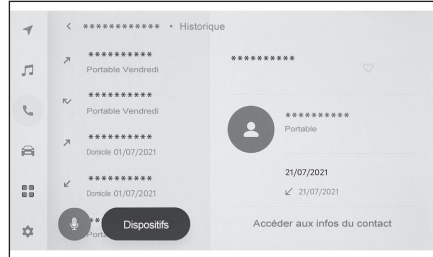 ********** • Historique
**********
Portable Vendredi
**********
Portable Vendredi
**********
Domicile 01/07/2021
**********
Domicile 01/07/2021
**
Porta
Dispositifs
**********
**********
Portable
21/07/2021
21/07/2021
Accéder aux infos du contact